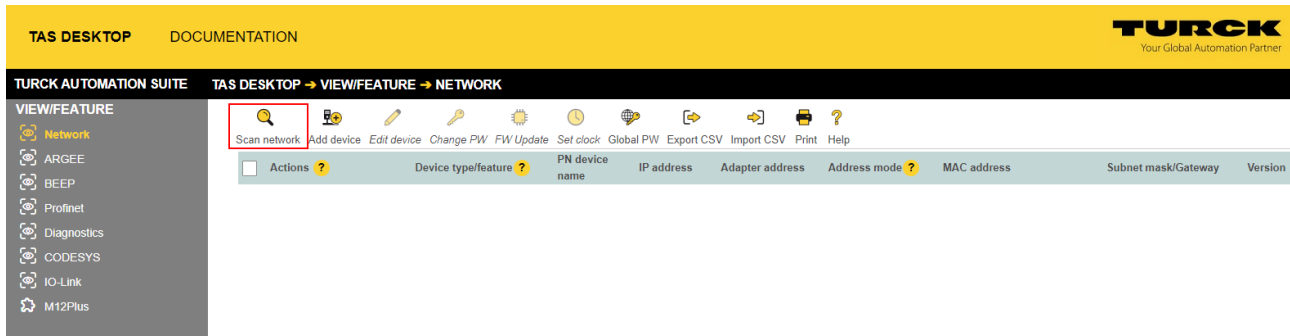 TAS DESKTOP DOCUMENTATION
TURCK
Your Global Automation Partner
TURCK AUTOMATION SUITE TAS DESKTOP ➔ VIEW/FEATURE ➔ NETWORK
VIEW/FEATURE
Network
ARGEE
BEEP
Profinet
Diagnostics
CODESYS
IO-Link
M12Plus
Scan network Add device Edit device Change PW FW Update Set clock Global PW Export CSV Import CSV Print Help
Actions ? Device type/feature ? PN device name IP address Adapter address Address mode ? MAC address Subnet mask/Gateway Version